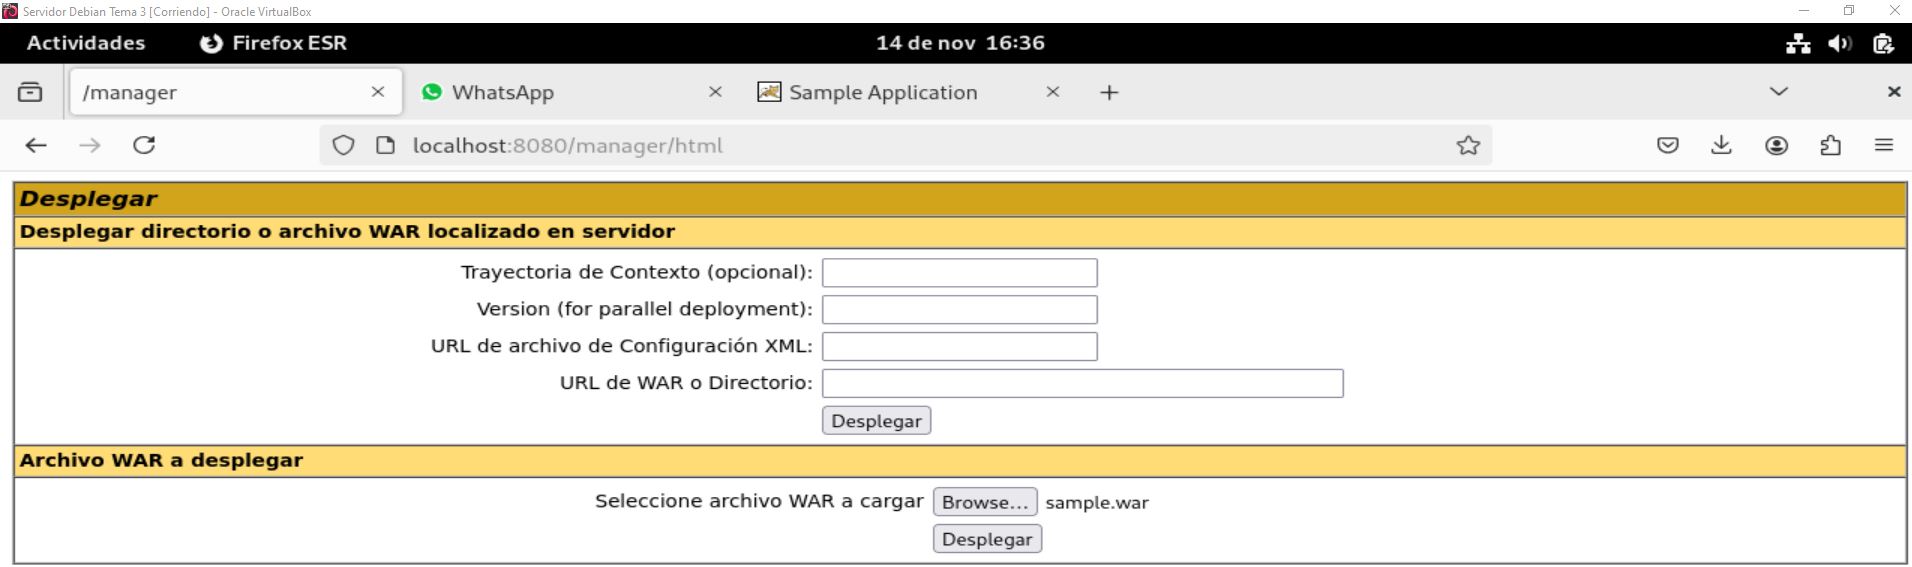 Servidor Debian Tema 3 [Corriendo] - Oracle VirtualBox
Actividades Firefox ESR 14 de nov 16:36
/manager WhatsApp Sample Application
localhost:8080/manager/html
Desplegar
Desplegar directorio o archivo WAR localizado en servidor
Trayectoria de Contexto (opcional):
Version (for parallel deployment):
URL de archivo de Configuración XML:
URL de WAR o Directorio:
Desplegar
Archivo WAR a desplegar
Seleccione archivo WAR a cargar Browse... sample.war
Desplegar